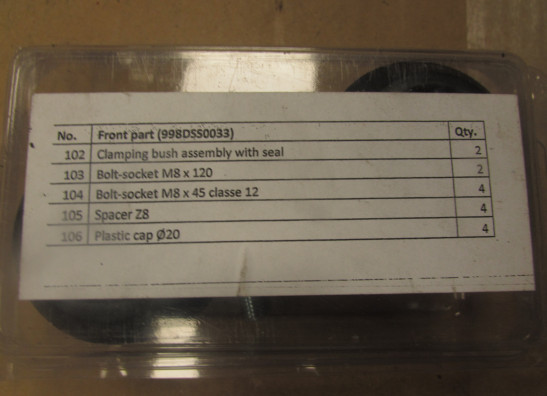 No. Front part (998DSS0033) Qty.
102 Clamping bush assembly with seal 2
103 Bolt-socket M8 x 120 2
104 Bolt-socket M8 x 45 classe 12 4
105 Spacer Z8 4
106 Plastic cap Ø20 4